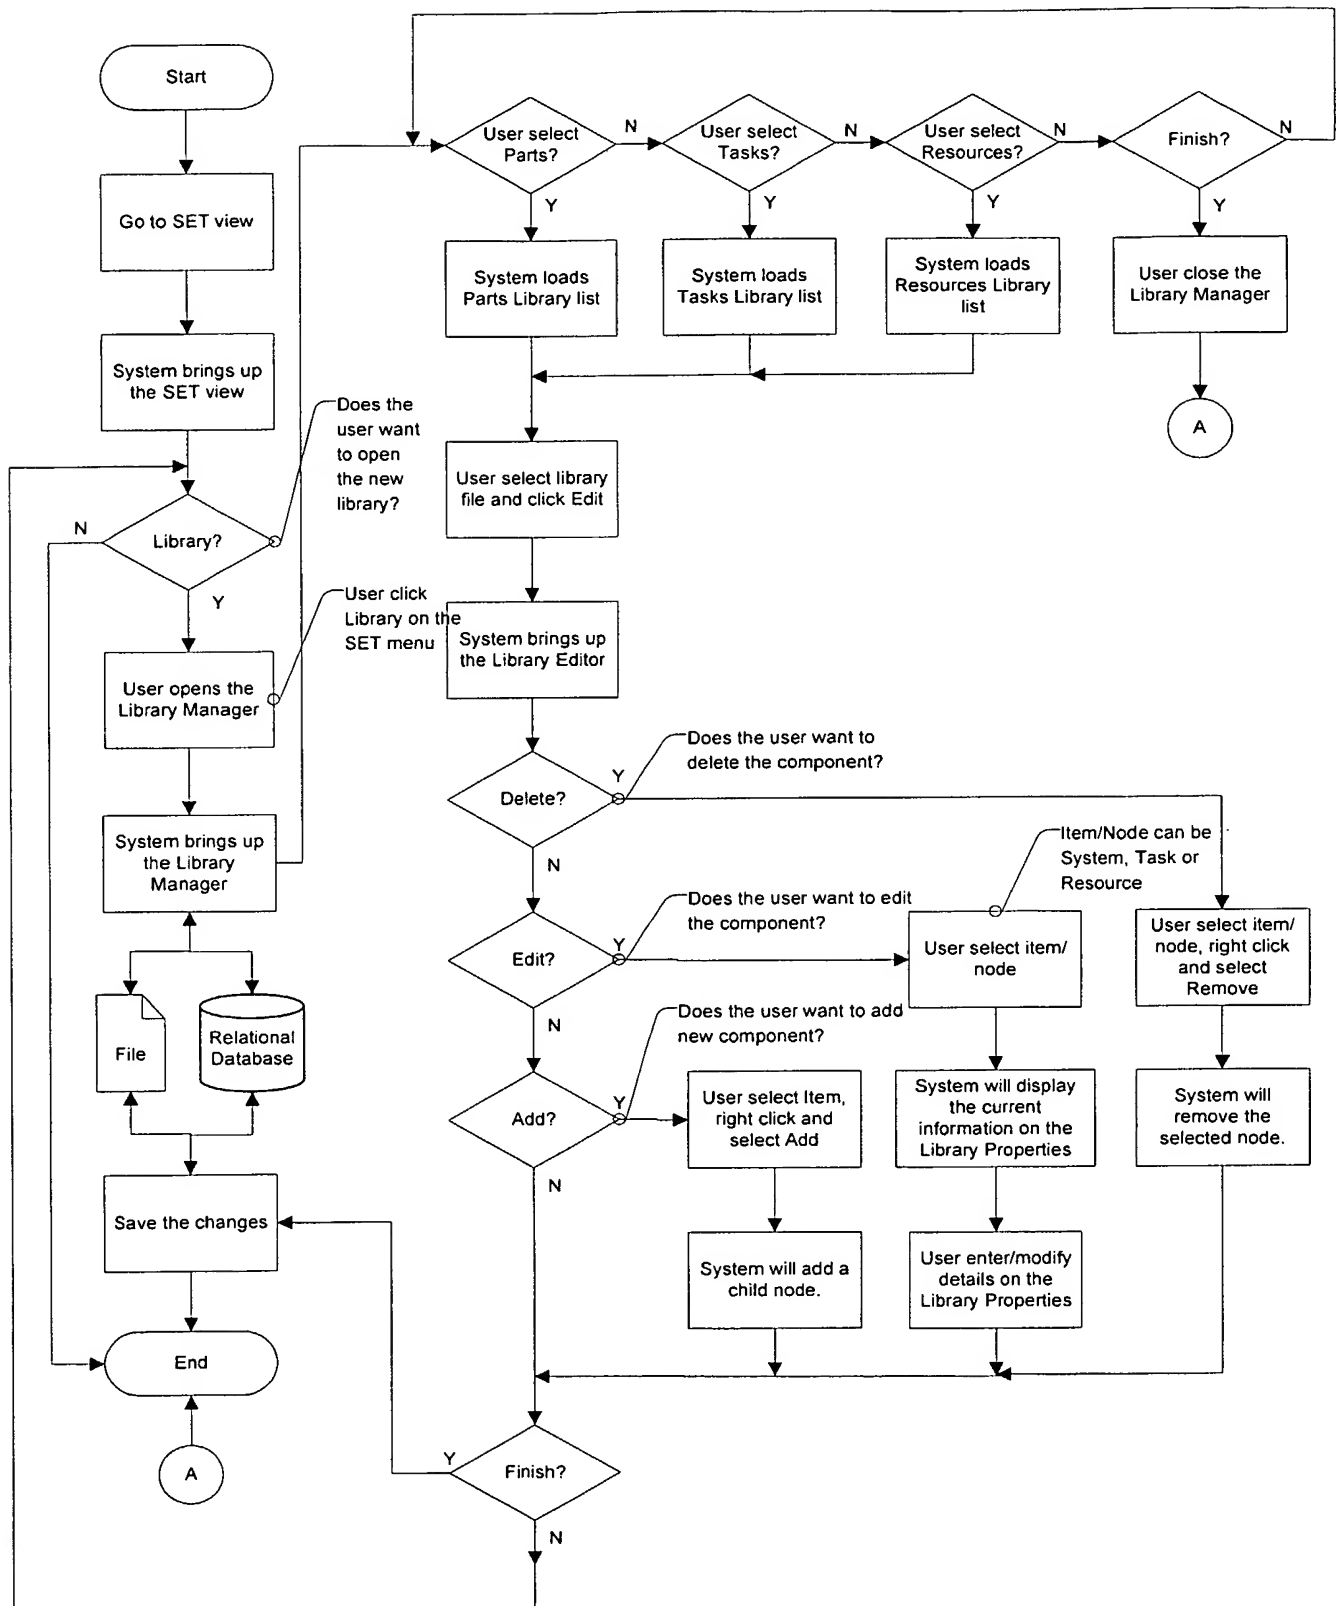 Start
Go to SET view
System brings up
the SET view
Does the
user want
to open
the new
library?
N
Library?
Y
User click
Library on the
SET menu
User opens the
Library Manager
System brings up
the Library
Manager
File
Relational
Database
Save the changes
End
A
User select
Parts?
N
User select
Tasks?
N
User select
Resources?
N
Finish?
N
Y
Y
Y
Y
System loads
Parts Library list
System loads
Tasks Library list
System loads
Resources Library
list
User close the
Library Manager
A
User select library
file and click Edit
System brings up
the Library Editor
Does the user want to
delete the component?
Y
Delete?
N
Item/Node can be
System, Task or
Resource
Does the user want to edit
the component?
Y
Edit?
N
User select item/
node
User select item/
node, right click
and select
Remove
Does the user want to add
new component?
Y
Add?
N
User select Item,
right click and
select Add
System will display
the current
information on the
Library Properties
System will
remove the
selected node.
System will add a
child node.
User enter/modify
details on the
Library Properties
Y
Finish?
N